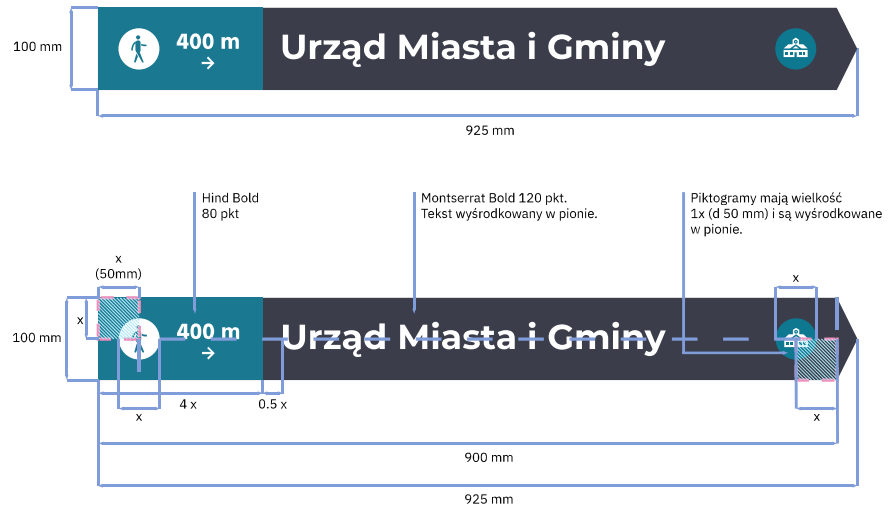 100 mm
400 m
→
Urząd Miasta i Gminy
925 mm
Hind Bold
80 pkt
Montserrat Bold 120 pkt.
Tekst wyśrodkowany w pionie.
Piktogramy mają wielkość
1x (d 50 mm) i są wyśrodkowane
w pionie.
x
(50mm)
x
x
100 mm
400 m
→
Urząd Miasta i Gminy
4 x
0.5 x
x
x
900 mm
925 mm